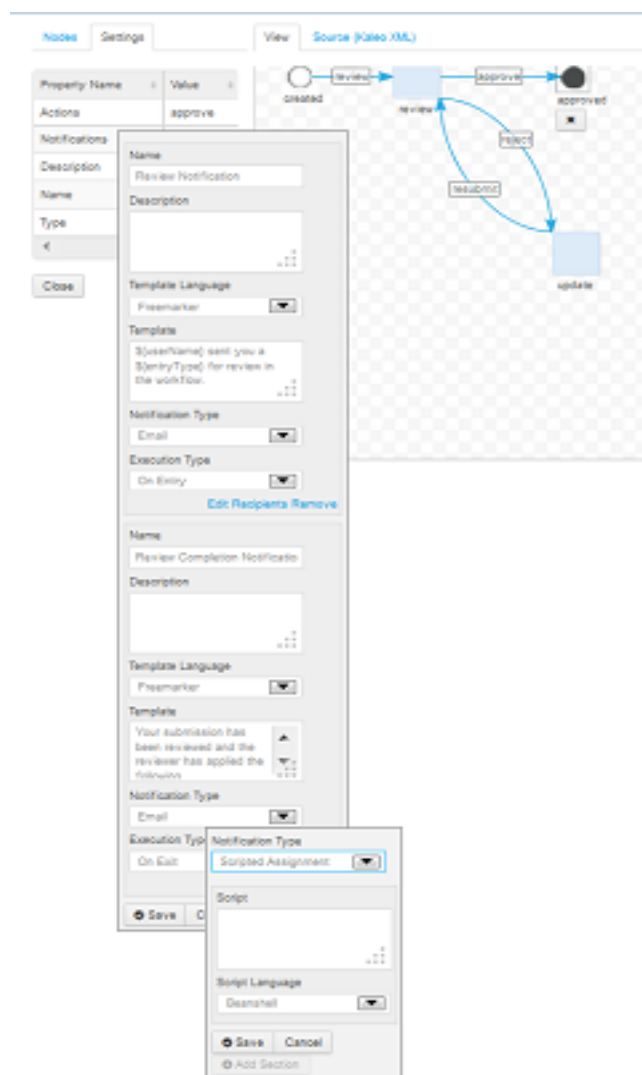 Nodes Settings View Source (Kaleo XML)
Property Name Value
Actions approve
Notifications
Description
Name
Type
Close
created
review
review
approve
approved
reject
resubmit
update
Name
Review Notification
Description
Template Language
Freemarker
Template
${userName} sent you a
${entryType} for review in
the workflow.
Notification Type
Email
Execution Type
On Entry
Edit Recipients Remove
Name
Review Completion Notificatio
Description
Template Language
Freemarker
Template
Your submission has
been reviewed and the
reviewer has applied the
following
Notification Type
Email
Execution Typ
On Exit
Save C
Notification Type
Scripted Assignment
Script
Script Language
Beanshell
Save Cancel
Add Section